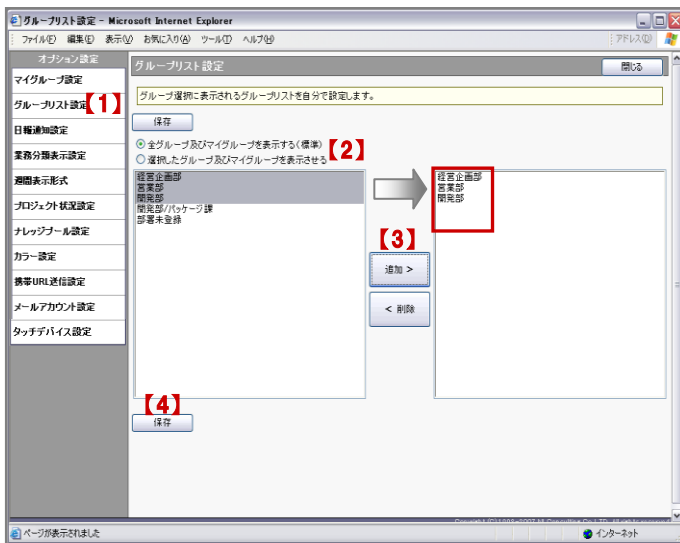 グループリスト設定 - Microsoft Internet Explorer
ファイル(F) 編集(E) 表示(V) お気に入り(A) ツール(T) ヘルプ(H)
アドレス(D)
オプション設定
マイグループ設定
グループリスト設定
【1】
日報通知設定
業務分類表示設定
週間表示形式
プロジェクト状況設定
ナレッジプール設定
カラー設定
携帯URL送信設定
メールアカウント設定
タッチデバイス設定
グループリスト設定
閉じる
グループ選択に表示されるグループリストを自分で設定します。
保存
全グループ及びマイグループを表示する(標準)
選択したグループ及びマイグループを表示させる
【2】
経営企画部
営業部
開発部
開発部/パッケージ課
部署未登録
【3】
追加 >
< 削除
経営企画部
営業部
開発部
【4】
保存
ページが表示されました
インターネット